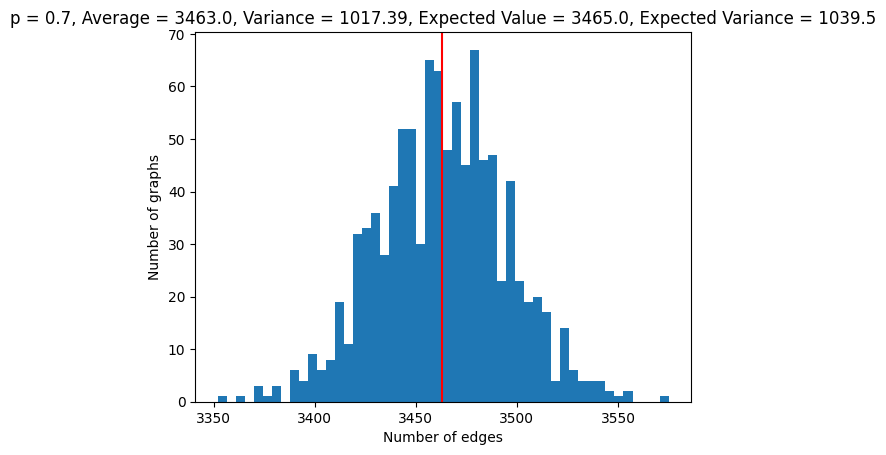 p = 0.7, Average = 3463.0, Variance = 1017.39, Expected Value = 3465.0, Expected Variance = 1039.5
70
60
50
40
30
20
10
0
Number of graphs
3350 3400 3450 3500 3550
Number of edges